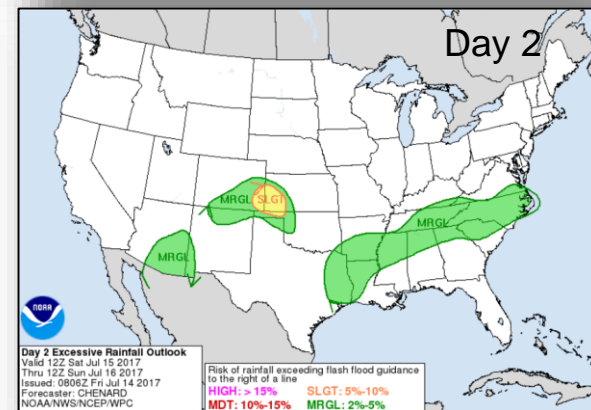 Day 2
MRGL
SLGT
MRGL
MRGL
NOAA
Day 2 Excessive Rainfall Outlook
Valid 12Z Sat Jul 15 2017
Thru 12Z Sun Jul 16 2017
Issued: 0806Z Fri Jul 14 2017
Forecaster: CHENARD
NOAA/NWS/NCEP/WPC
Risk of rainfall exceeding flash flood guidance
to the right of a line
HIGH: > 15% SLGT: 5%-10%
MDT: 10%-15% MRGL: 2%-5%